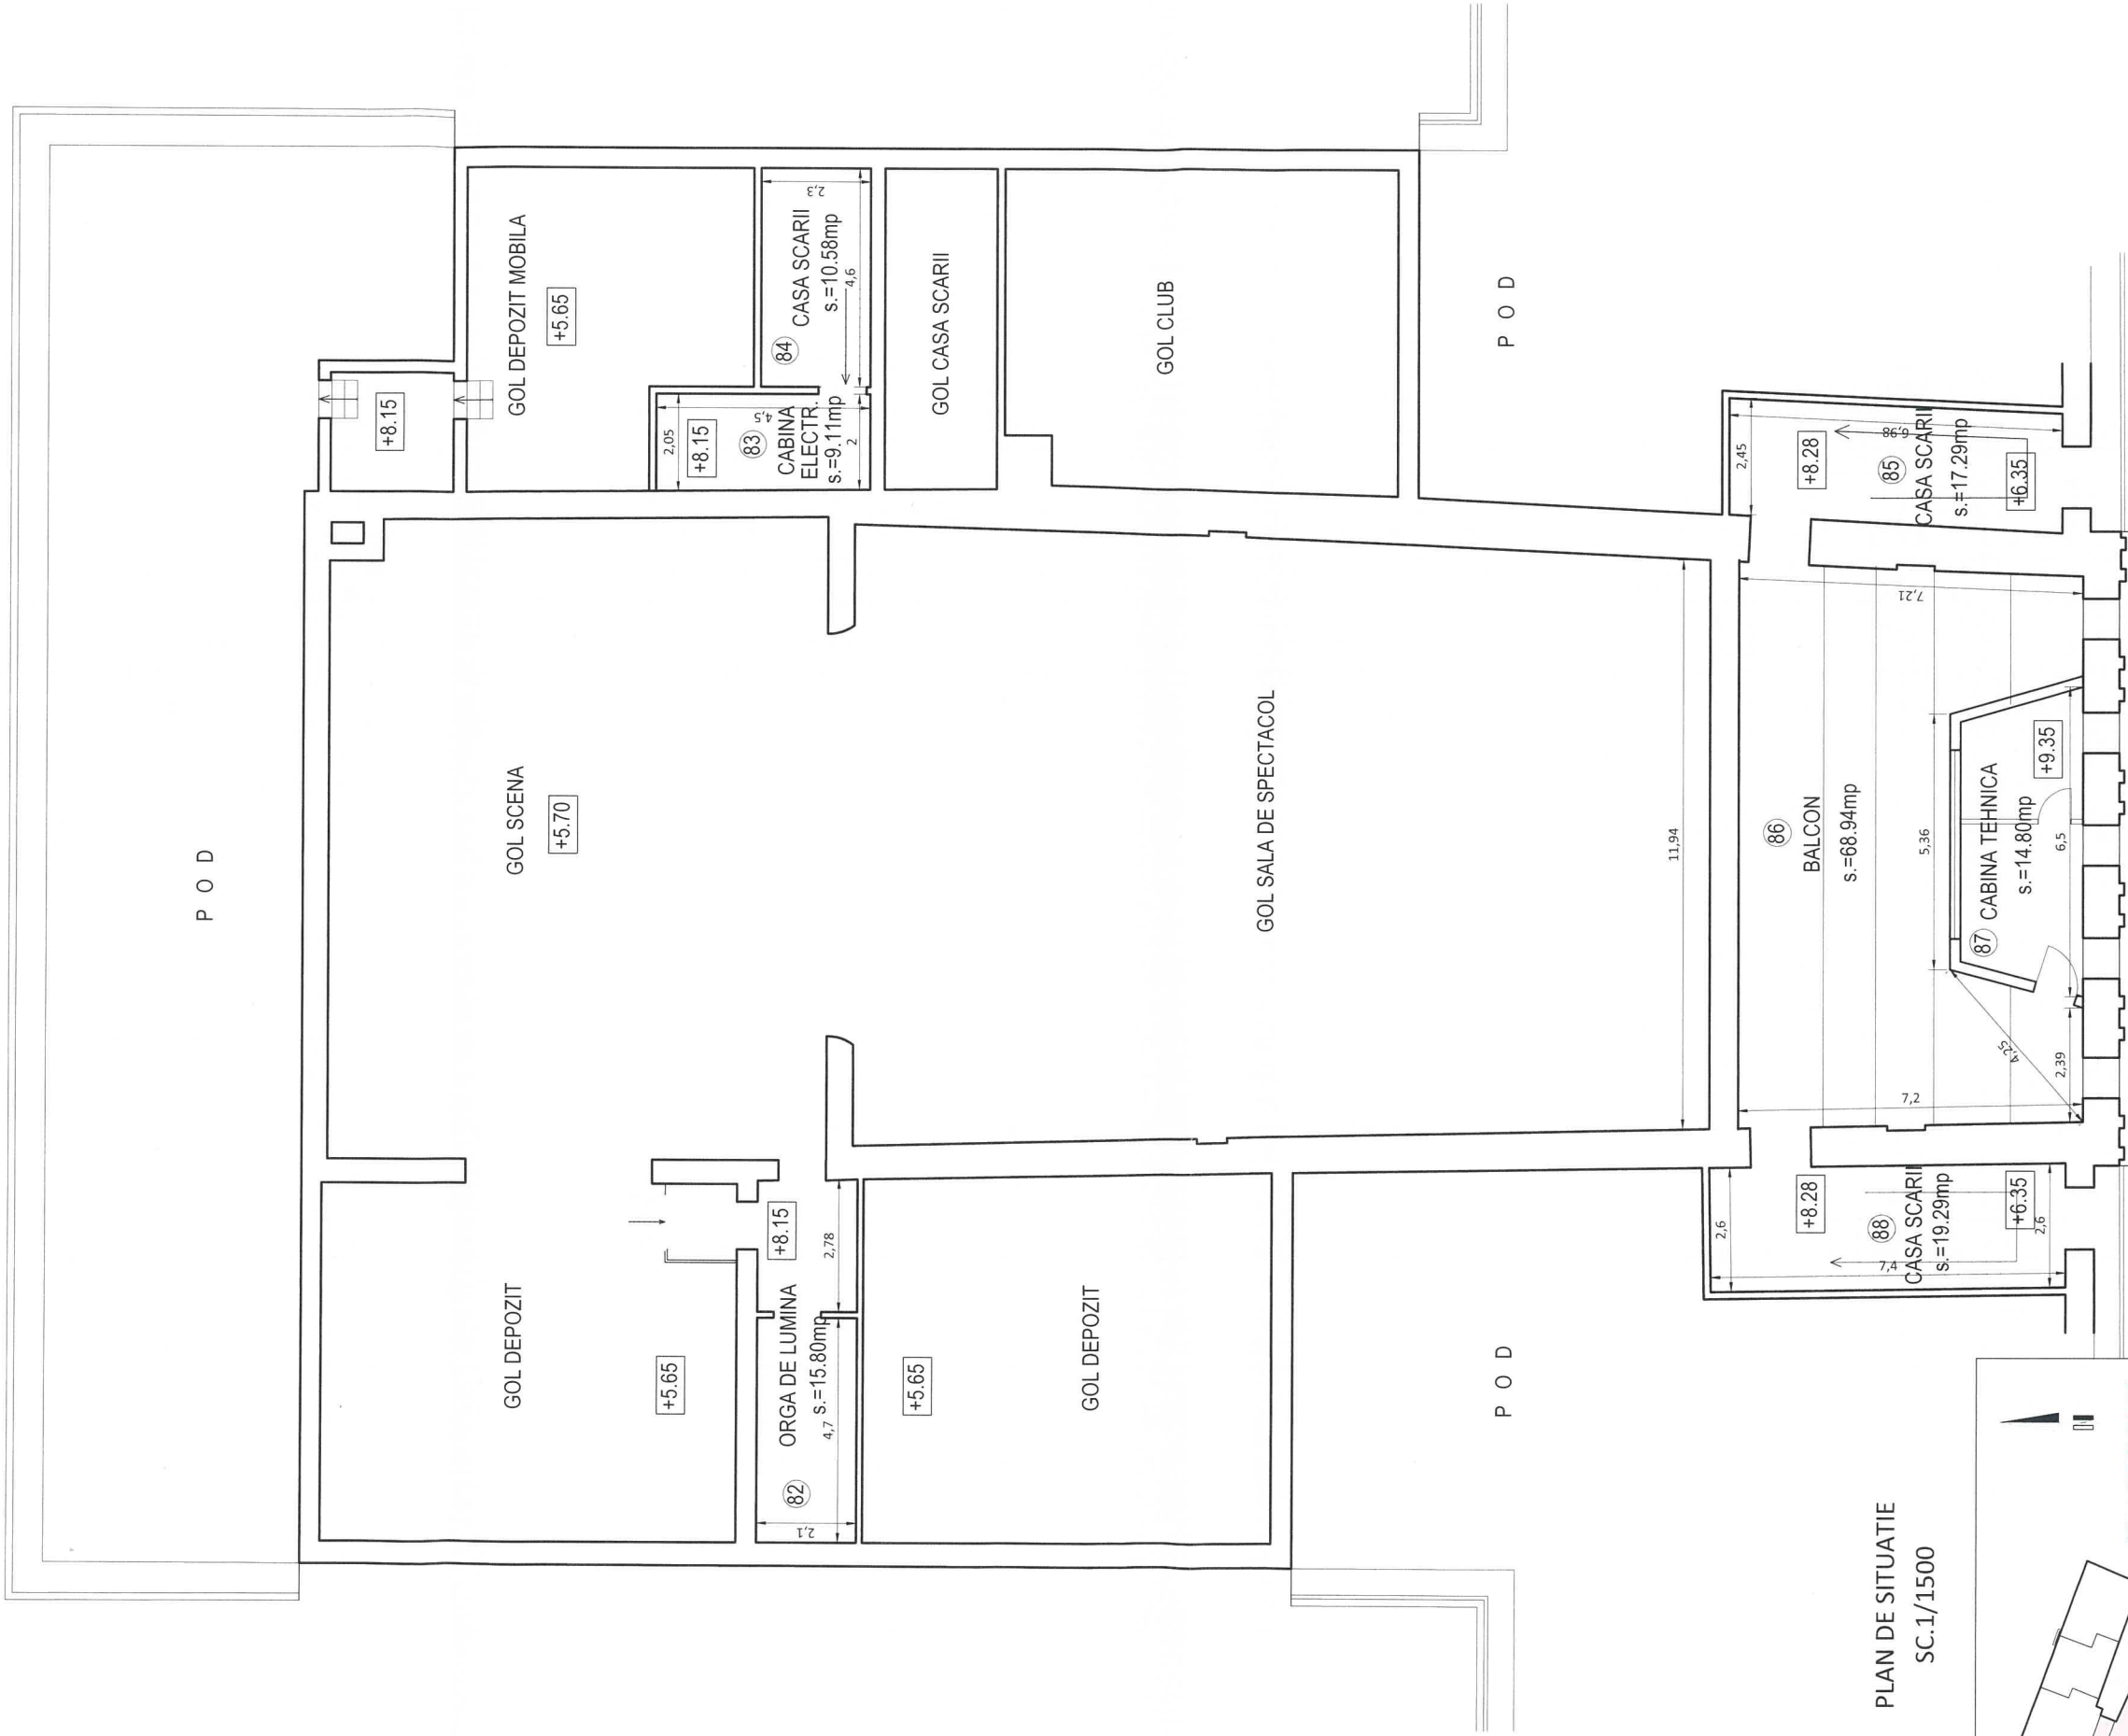 P O D
+8.15
GOL DEPOZIT MOBILA
+5.65
2,05
+8.15
83
CABINA
ELECTR.
s.=9.11mp
4,5
2
84
CASA SCARII
s.=10.58mp
2,3
4,6
GOL CASA SCARII
GOL CLUB
P O D
GOL SCENA
+5.70
GOL SALA DE SPECTACOL
11,94
GOL DEPOZIT
+5.65
+8.15
2,78
82
ORGA DE LUMINA
s.=15.80mp
4,7
2,1
+5.65
GOL DEPOZIT
P O D
2,45
+8.28
85
CASA SCARII
s.=17.29mp
6,98
+6.35
86
BALCON
s.=68.94mp
7,21
5,36
87
CABINA TEHNICA
s.=14.80mp
+9.35
6,5
4,25
2,39
7,2
2,6
+8.28
88
CASA SCARII
s.=19.29mp
7,4
+6.35
2,6
PLAN DE SITUATIE
SC.1/1500